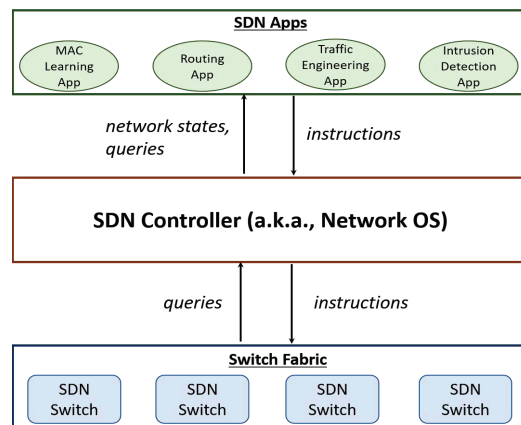 SDN Apps
MAC
Learning
App
Routing
App
Traffic
Engineering
App
Intrusion
Detection
App
network states,
queries
instructions
SDN Controller (a.k.a., Network OS)
queries
instructions
Switch Fabric
SDN
Switch
SDN
Switch
SDN
Switch
SDN
Switch